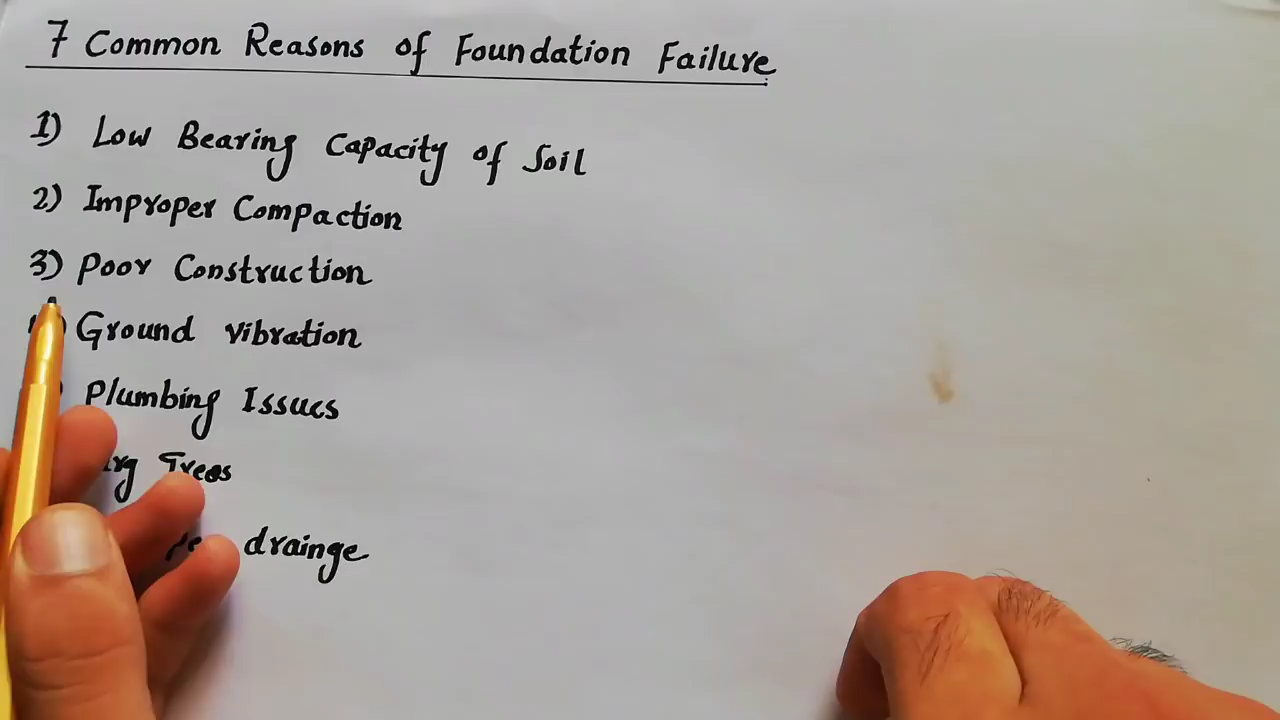 7 Common Reasons of Foundation Failure
1) Low Bearing Capacity of Soil
2) Improper Compaction
3) Poor Construction
Ground Vibration
Plumbing Issues
Trees
drainge